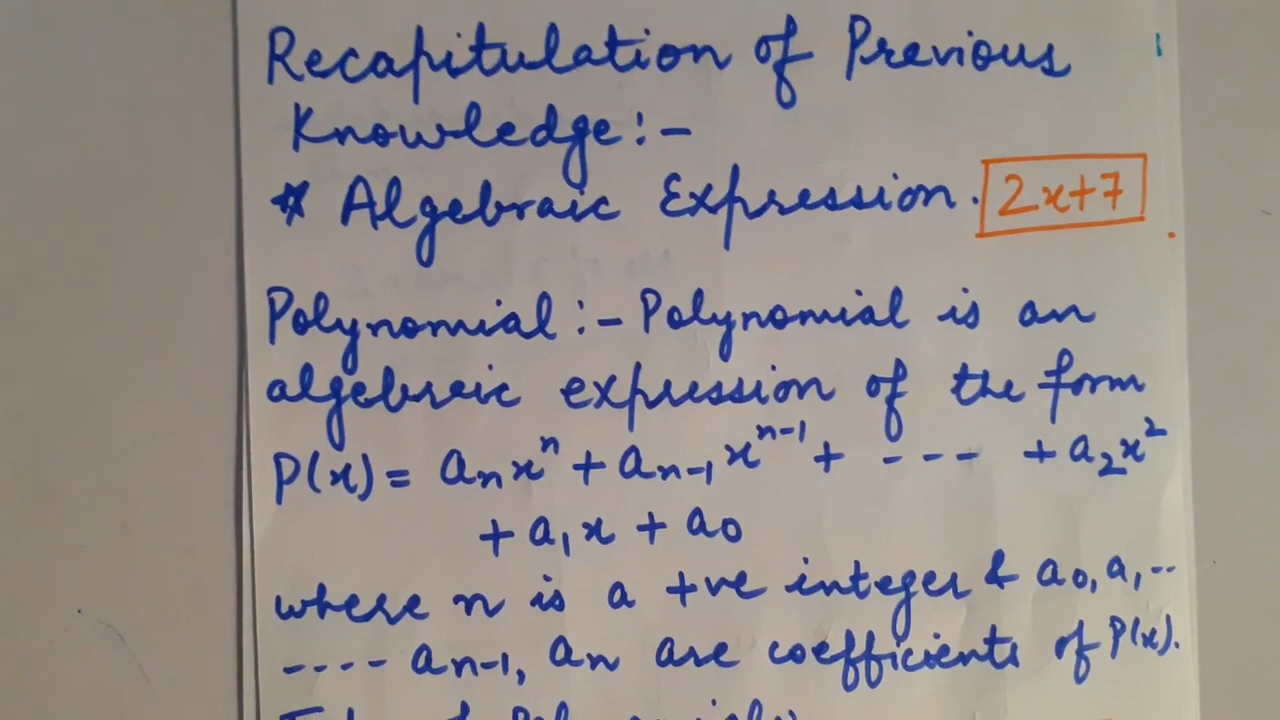 Recapitulation of Previous
Knowledge:-
* Algebraic Expression. 2x+7
Polynomial:- Polynomial is an
algebraic expression of the form
P(x) = aₙxⁿ + aₙ₋₁xⁿ⁻¹ + ---- + a₂x²
+ a₁x + a₀
where n is a +ve integer & a₀, a₁--
---- aₙ₋₁, aₙ are coefficients of P(x).